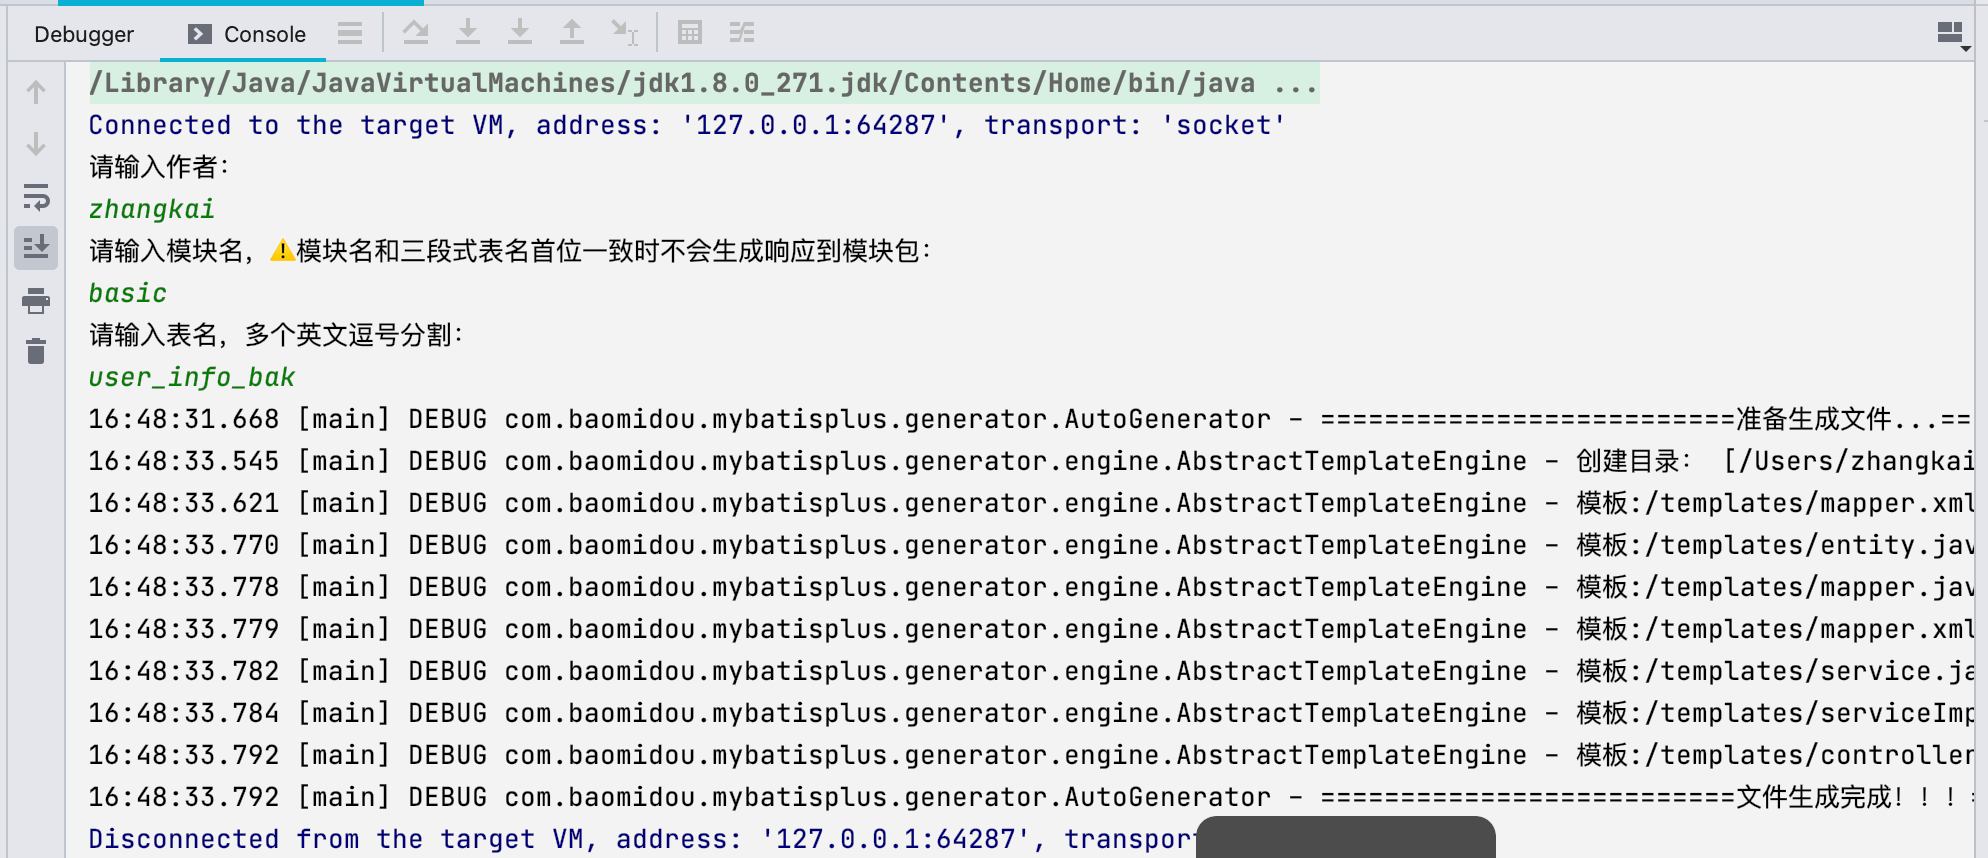 Debugger Console
/Library/Java/JavaVirtualMachines/jdk1.8.0_271.jdk/Contents/Home/bin/java ...
Connected to the target VM, address: '127.0.0.1:64287', transport: 'socket'
请输入作者：
zhangkai
请输入模块名，⚠️模块名和三段式表名首位一致时不会生成响应到模块包：
basic
请输入表名，多个英文逗号分割：
user_info_bak
16:48:31.668 [main] DEBUG com.baomidou.mybatisplus.generator.AutoGenerator - ==========================准备生成文件...==
16:48:33.545 [main] DEBUG com.baomidou.mybatisplus.generator.engine.AbstractTemplateEngine - 创建目录： [/Users/zhangkai
16:48:33.621 [main] DEBUG com.baomidou.mybatisplus.generator.engine.AbstractTemplateEngine - 模板:/templates/mapper.xml
16:48:33.770 [main] DEBUG com.baomidou.mybatisplus.generator.engine.AbstractTemplateEngine - 模板:/templates/entity.jav
16:48:33.778 [main] DEBUG com.baomidou.mybatisplus.generator.engine.AbstractTemplateEngine - 模板:/templates/mapper.jav
16:48:33.779 [main] DEBUG com.baomidou.mybatisplus.generator.engine.AbstractTemplateEngine - 模板:/templates/mapper.xml
16:48:33.782 [main] DEBUG com.baomidou.mybatisplus.generator.engine.AbstractTemplateEngine - 模板:/templates/service.ja
16:48:33.784 [main] DEBUG com.baomidou.mybatisplus.generator.engine.AbstractTemplateEngine - 模板:/templates/serviceImp
16:48:33.792 [main] DEBUG com.baomidou.mybatisplus.generator.engine.AbstractTemplateEngine - 模板:/templates/controller
16:48:33.792 [main] DEBUG com.baomidou.mybatisplus.generator.AutoGenerator - ==========================文件生成完成！！！=
Disconnected from the target VM, address: '127.0.0.1:64287', transpor